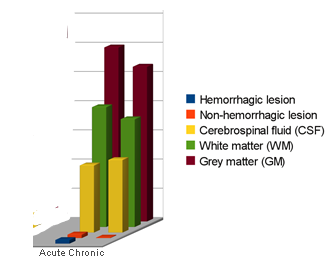 Hemorrhagic lesion
Non-hemorrhagic lesion
Cerebrospinal fluid (CSF)
White matter (WM)
Grey matter (GM)
Acute Chronic